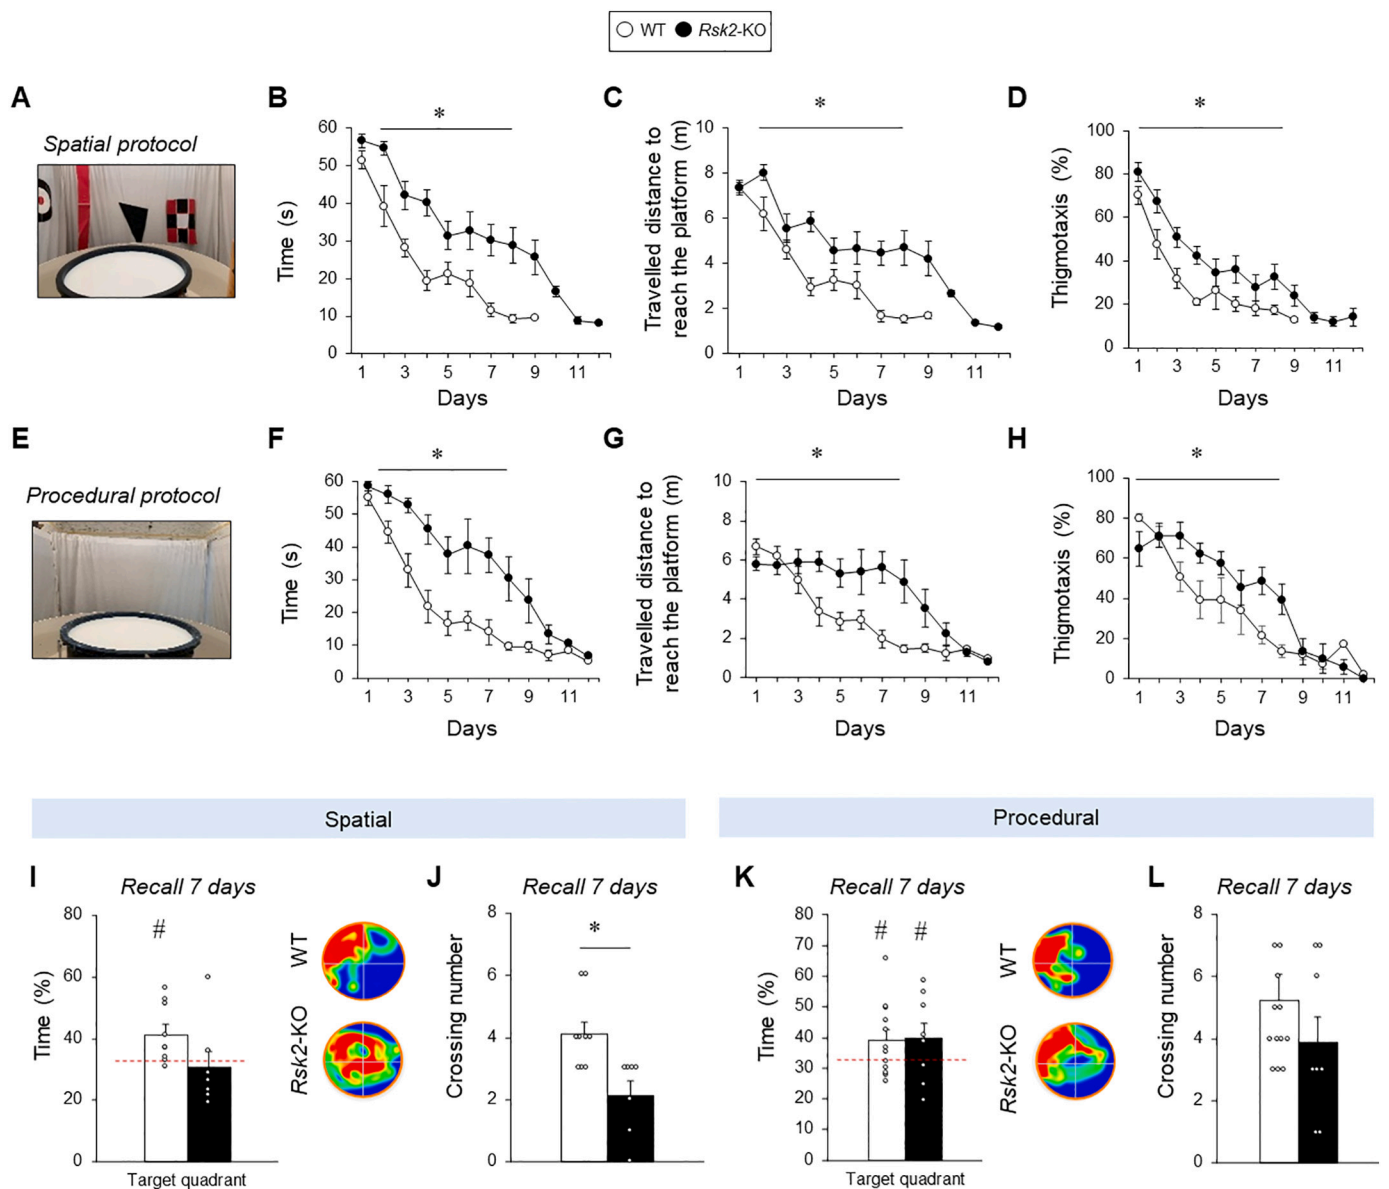 WT Rsk2-KO
A
Spatial protocol
B
*
Time (s)
60
50
40
30
20
10
0
1 3 5 7 9 11
Days
C
*
Travelled distance to
reach the platform (m)
10
8
6
4
2
0
1 3 5 7 9 11
Days
D
*
Thigmotaxis (%)
100
80
60
40
20
0
1 3 5 7 9 11
Days
E
Procedural protocol
F
*
Time (s)
60
50
40
30
20
10
0
1 3 5 7 9 11
Days
G
*
Travelled distance to
reach the platform (m)
10
8
6
4
2
0
1 3 5 7 9 11
Days
H
*
Thigmotaxis (%)
100
80
60
40
20
0
1 3 5 7 9 11
Days
Spatial
Procedural
I
Recall 7 days
#
Time (%)
80
60
40
20
0
Target quadrant
WT
Rsk2-KO
J
Recall 7 days
*
Crossing number
8
6
4
2
0
K
Recall 7 days
# #
Time (%)
80
70
60
50
40
30
20
10
0
Target quadrant
WT
Rsk2-KO
L
Recall 7 days
Crossing number
8
6
4
2
0